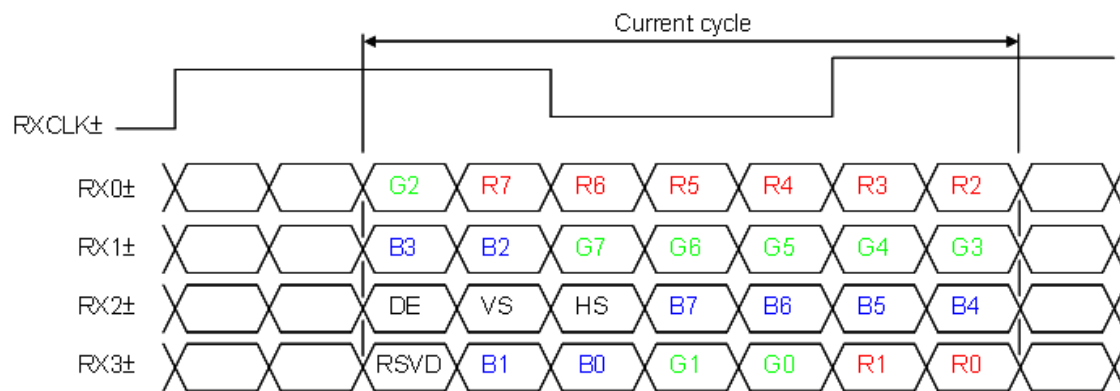 Current cycle
RXCLK±
RX0± G2 R7 R6 R5 R4 R3 R2
RX1± B3 B2 G7 G6 G5 G4 G3
RX2± DE VS HS B7 B6 B5 B4
RX3± RSVD B1 B0 G1 G0 R1 R0